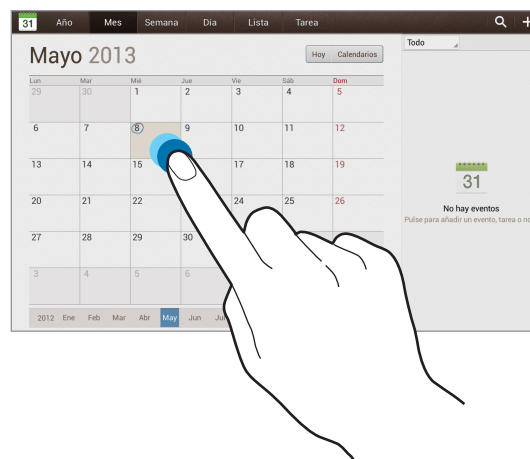 31 Año Mes Semana Día Lista Tarea
Mayo 2013 Hoy Calendarios
Todo
Lun Mar Mié Jue Vie Sáb Dom
29 30 1 2 3 4 5
6 7 8 9 10 11 12
13 14 15 17 18 19
20 21 22 24 25 26
27 28 29 30
3 4 5 6
31
No hay eventos
Pulse para añadir un evento, tarea o no
2012 Ene Feb Mar Abr May Jun Jul